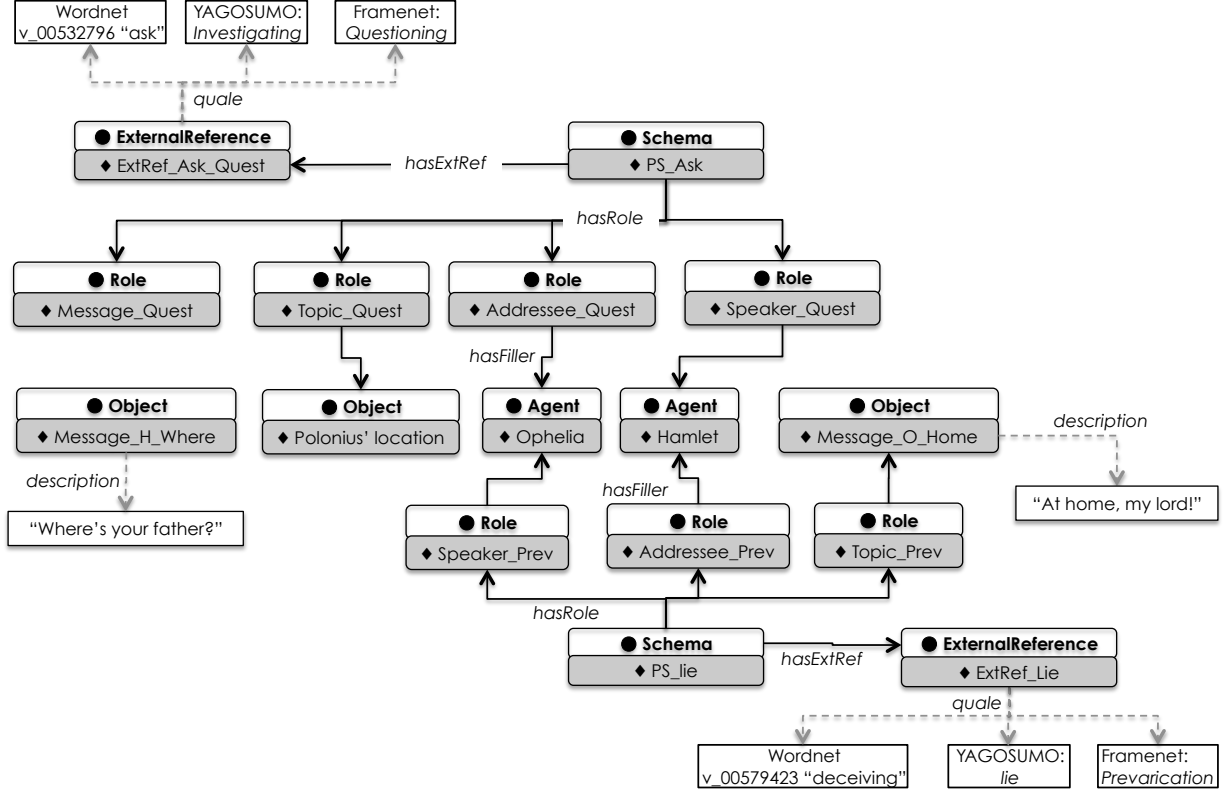 Wordnet
v_00532796 “ask”
YAGOSUMO:
Investigating
Framenet:
Questioning
quale
● ExternalReference
♦ ExtRef_Ask_Quest
hasExtRef
● Schema
♦ PS_Ask
hasRole
● Role
♦ Message_Quest
● Role
♦ Topic_Quest
● Role
♦ Addressee_Quest
● Role
♦ Speaker_Quest
hasFiller
● Object
♦ Message_H_Where
● Object
♦ Polonius’ location
● Agent
♦ Ophelia
● Agent
♦ Hamlet
● Object
♦ Message_O_Home
description
description
“Where’s your father?”
“At home, my lord!”
hasFiller
● Role
♦ Speaker_Prev
● Role
♦ Addressee_Prev
● Role
♦ Topic_Prev
hasRole
● Schema
♦ PS_lie
hasExtRef
● ExternalReference
♦ ExtRef_Lie
quale
Wordnet
v_00579423 “deceiving”
YAGOSUMO:
lie
Framenet:
Prevarication